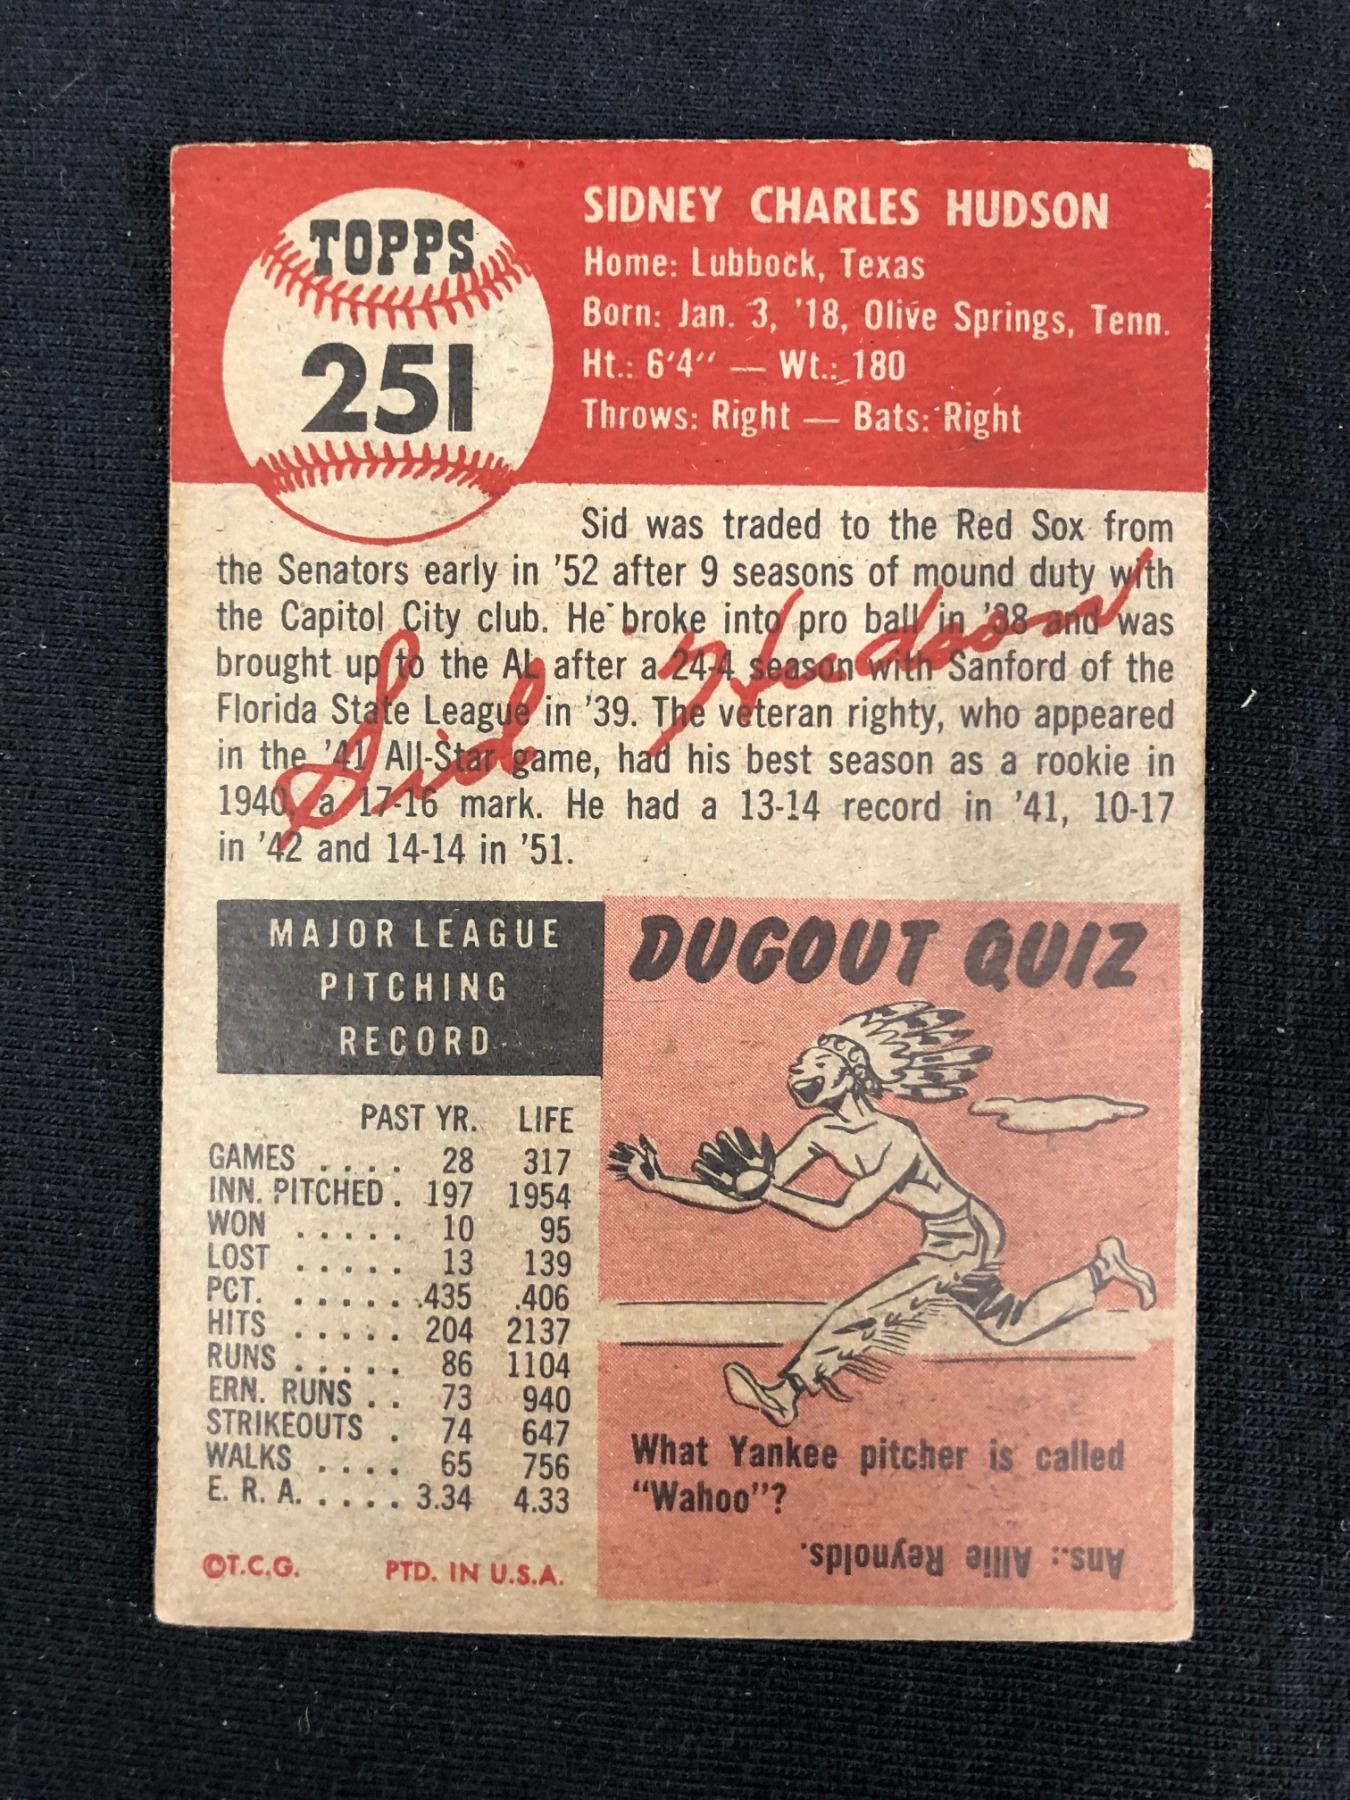 TOPPS
251
SIDNEY CHARLES HUDSON
Home: Lubbock, Texas
Born: Jan. 3, '18, Olive Springs, Tenn.
Ht.: 6'4" — Wt.: 180
Throws: Right — Bats: Right
Sid was traded to the Red Sox from
the Senators early in '52 after 9 seasons of mound duty with
the Capitol City club. He broke into pro ball in '38 and was
brought up to the AL after a 24-4 season with Sanford of the
Florida State League in '39. The veteran righty, who appeared
in the '41 All-Star game, had his best season as a rookie in
1940, a 17-16 mark. He had a 13-14 record in '41, 10-17
in '42 and 14-14 in '51.
Sid Hudson
MAJOR LEAGUE
PITCHING
RECORD
PAST YR. LIFE
GAMES .... 28 317
INN. PITCHED . 197 1954
WON ..... 10 95
LOST ..... 13 139
PCT. ..... .435 .406
HITS ..... 204 2137
RUNS ..... 86 1104
ERN. RUNS .. 73 940
STRIKEOUTS . 74 647
WALKS .... 65 756
E. R. A. ..... 3.34 4.33
©T.C.G. PTD. IN U.S.A.
DUGOUT QUIZ
What Yankee pitcher is called
"Wahoo"?
Ans.: Allie Reynolds.